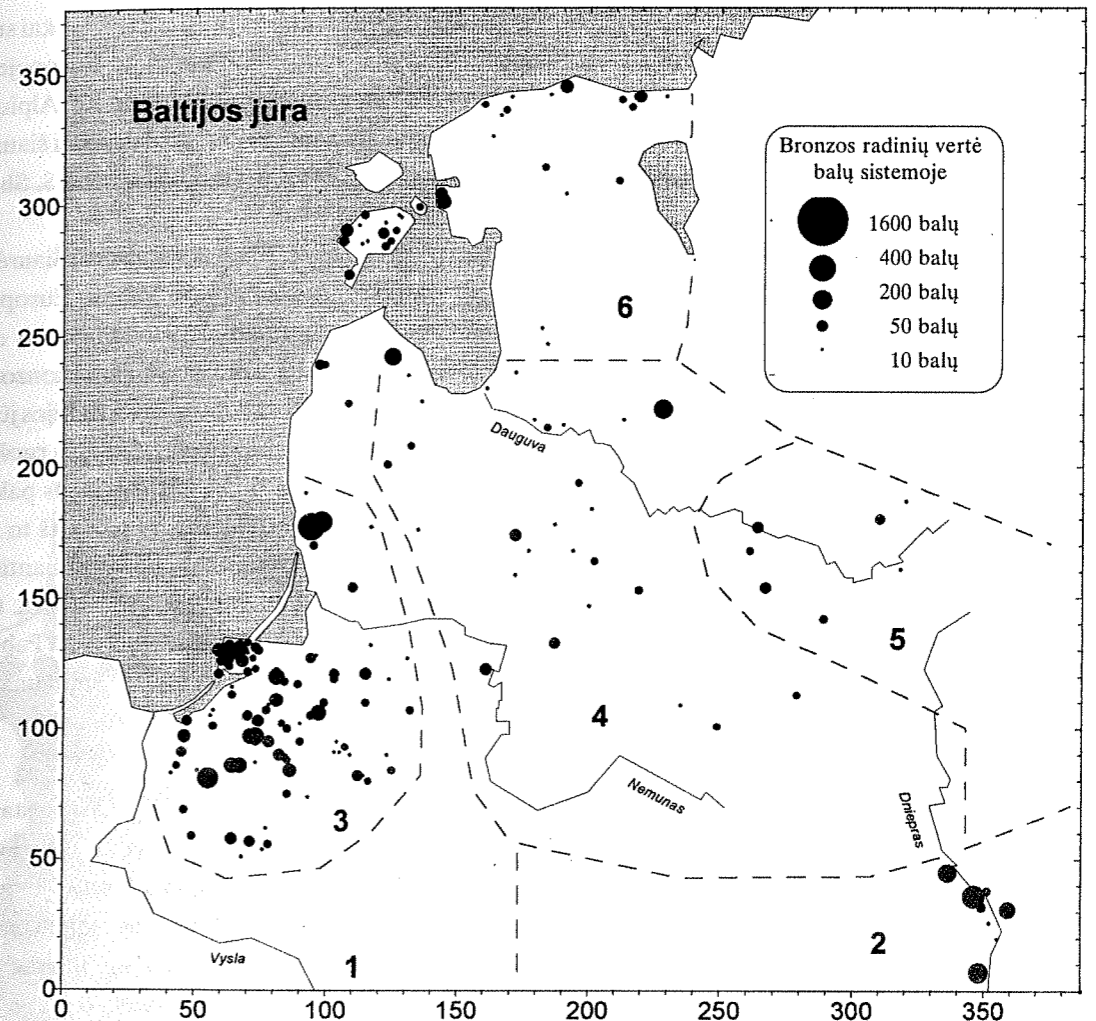 350
300
250
200
150
100
50
0
Baltijos jūra
Bronzos radinių vertė
balų sistemoje
1600 balų
400 balų
200 balų
50 balų
10 balų
6
Dauguva
5
4
Nemunas
Dniepras
3
2
Vysla
1
0 50 100 150 200 250 300 350